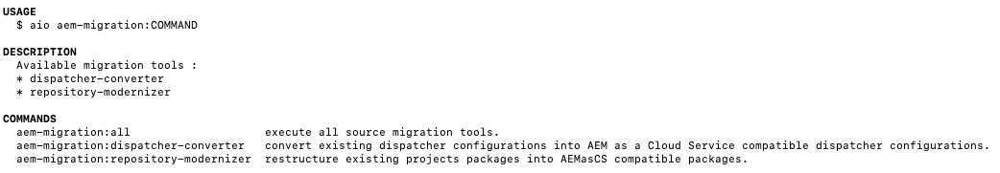 USAGE
$ aio aem-migration:COMMAND
DESCRIPTION
Available migration tools :
* dispatcher-converter
* repository-modernizer
COMMANDS
aem-migration:all execute all source migration tools.
aem-migration:dispatcher-converter convert existing dispatcher configurations into AEM as a Cloud Service compatible dispatcher configurations.
aem-migration:repository-modernizer restructure existing projects packages into AEMasCS compatible packages.